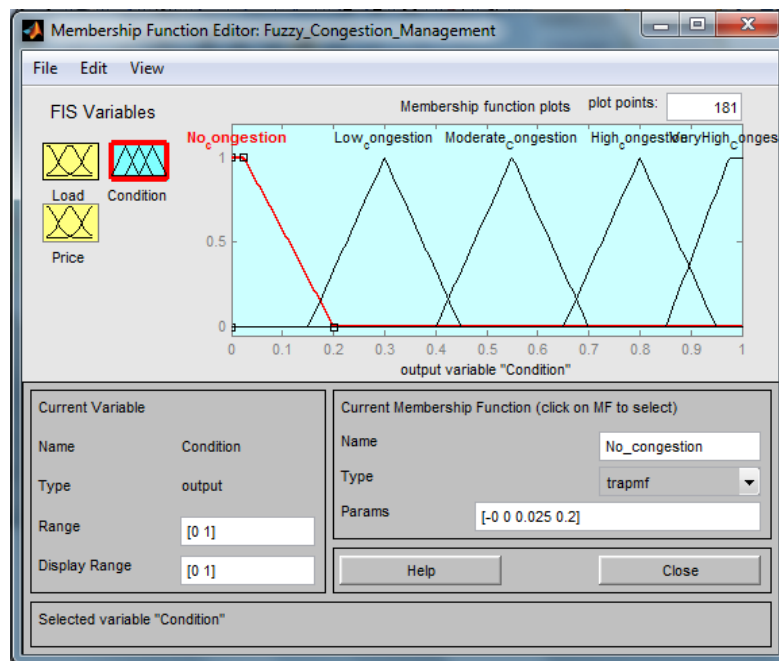 Membership Function Editor: Fuzzy_Congestion_Management
File Edit View
FIS Variables
Load
Condition
Price
Membership function plots
plot points:
181
No_congestion
Low_congestion
Moderate_Congestion
High_congestion
VeryHigh_Conges
1
0.5
0
0 0.1 0.2 0.3 0.4 0.5 0.6 0.7 0.8 0.9 1
output variable "Condition"
Current Variable
Name Condition
Type output
Range [0 1]
Display Range [0 1]
Current Membership Function (click on MF to select)
Name No_congestion
Type trapmf
Params [-0 0 0.025 0.2]
Help
Close
Selected variable "Condition"